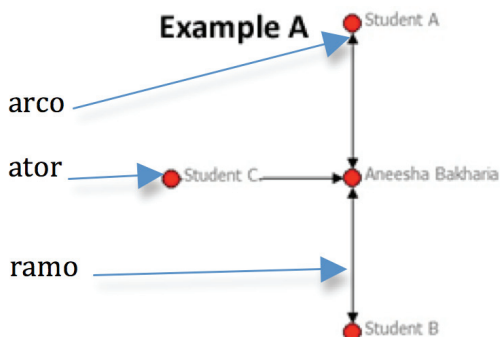 Example A
Student A
arco
ator
Student C
Aneesha Bakharia
ramo
Student B